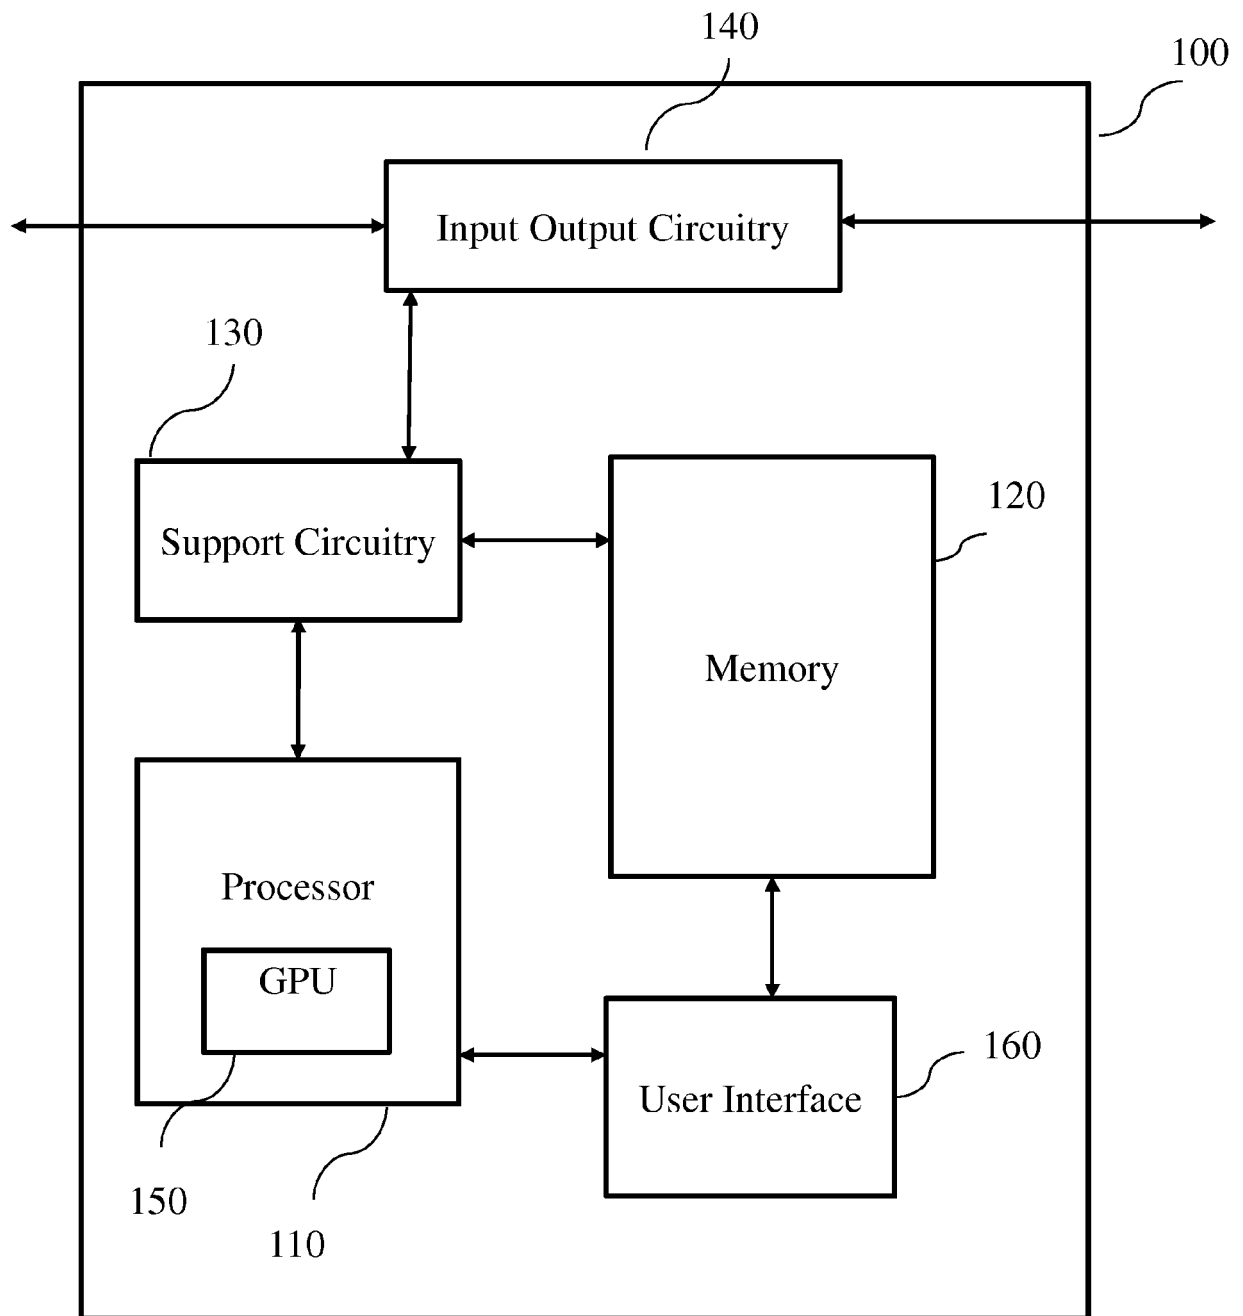 140
100
Input Output Circuitry
130
120
Support Circuitry
Memory
Processor
GPU
160
User Interface
150
110